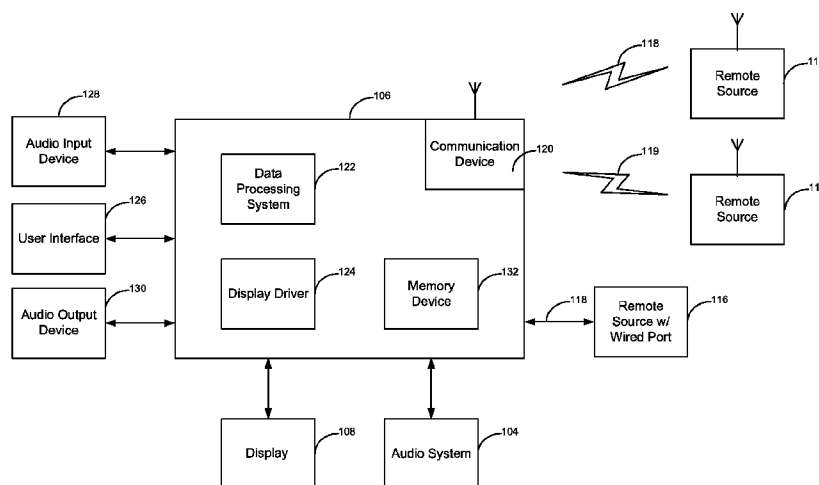 118
11
Remote
Source
128
106
Audio Input
Device
Communication
Device
120
119
11
Remote
Source
Data
Processing
System
122
126
User Interface
130
Audio Output
Device
Display Driver
124
Memory
Device
132
118
Remote
Source w/
Wired Port
116
Display
108
Audio System
104